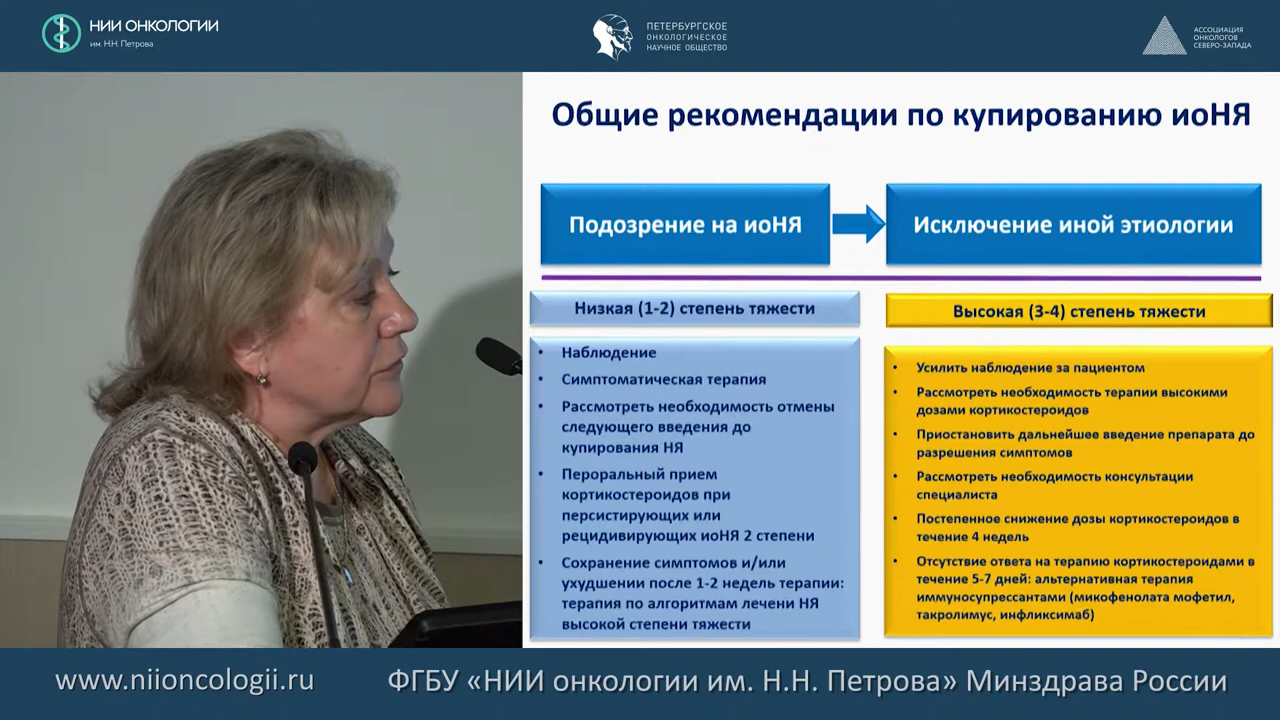 НИИ ОНКОЛОГИИ
им. Н.Н. Петрова
ПЕТЕРБУРГСКОЕ
ОНКОЛОГИЧЕСКОЕ
НАУЧНОЕ ОБЩЕСТВО
АССОЦИАЦИЯ
ОНКОЛОГОВ
СЕВЕРО-ЗАПАДА
Общие рекомендации по купированию иоНЯ
Подозрение на иоНЯ
Исключение иной этиологии
Низкая (1-2) степень тяжести
• Наблюдение
• Симптоматическая терапия
• Рассмотреть необходимость отмены
следующего введения до
купирования НЯ
• Пероральный прием
кортикостероидов при
персистирующих или
рецидивирующих иоНЯ 2 степени
• Сохранение симптомов и/или
ухудшении после 1-2 недель терапии:
терапия по алгоритмам лечени НЯ
высокой степени тяжести
Высокая (3-4) степень тяжести
• Усилить наблюдение за пациентом
• Рассмотреть необходимость терапии высокими
дозами кортикостероидов
• Приостановить дальнейшее введение препарата до
разрешения симптомов
• Рассмотреть необходимость консультации
специалиста
• Постепенное снижение дозы кортикостероидов в
течение 4 недель
• Отсутствие ответа на терапию кортикостероидами в
течение 5-7 дней: альтернативная терапия
иммуносупрессантами (микофенолата мофетил,
такролимус, инфликсимаб)
www.niioncologii.ru
ФГБУ «НИИ онкологии им. Н.Н. Петрова» Минздрава России